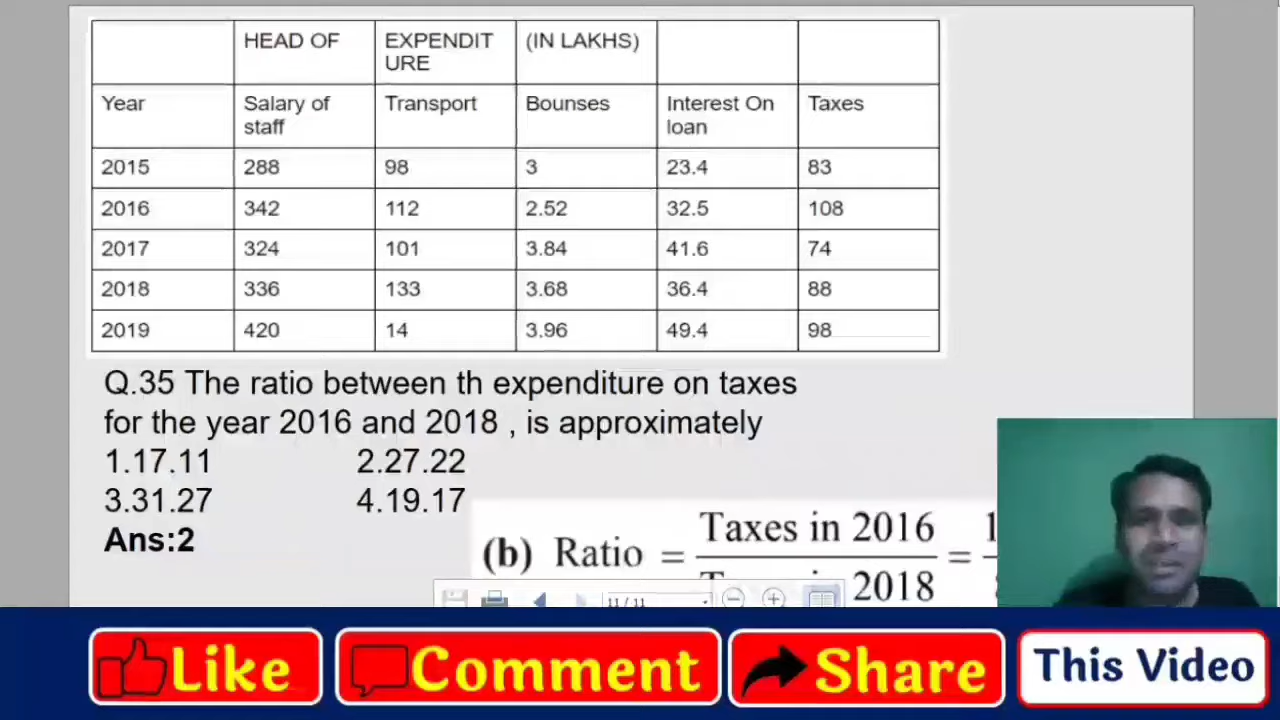 HEAD OF EXPENDIT (IN LAKHS)
URE
Year Salary of Transport Bounses Interest On Taxes
staff loan
2015 288 98 3 23.4 83
2016 342 112 2.52 32.5 108
2017 324 101 3.84 41.6 74
2018 336 133 3.68 36.4 88
2019 420 14 3.96 49.4 98
Q.35 The ratio between th expenditure on taxes
for the year 2016 and 2018 , is approximately
1.17.11 2.27.22
3.31.27 4.19.17
Ans:2
(b) Ratio = Taxes in 2016 =
2018
11 / 11
Like Comment Share This Video